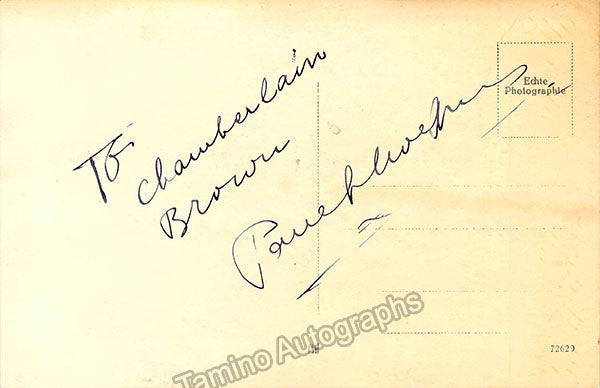 To
Chamberlain
Brown
Echte
Photographie
Tamino Autographs
72629